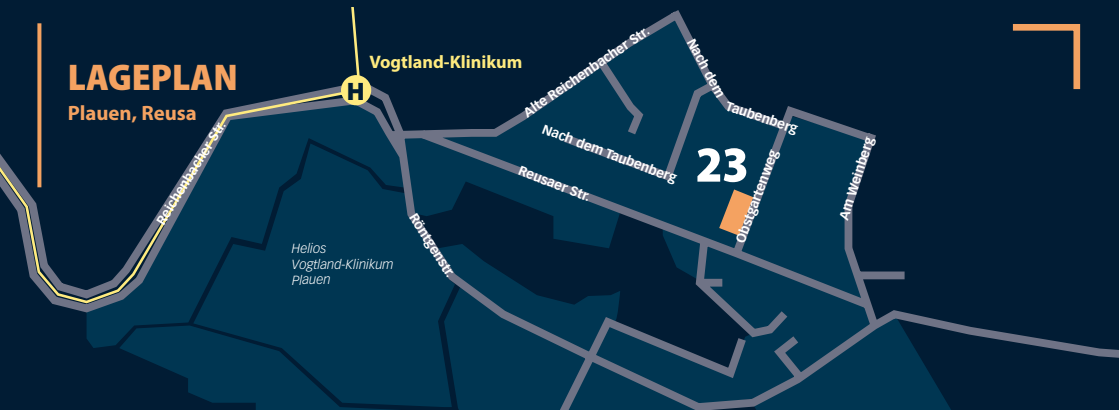 LAGEPLAN
Plauen, Reusa
H
Vogtland-Klinikum
Reichenbacher Str.
Alte Reichenbacher Str.
Nach dem
Taubenberg
Nach dem Taubenberg
Reusaer Str.
23
Obstgartenweg
Am Weinberg
Röntgenstr.
Helios
Vogtland-Klinikum
Plauen